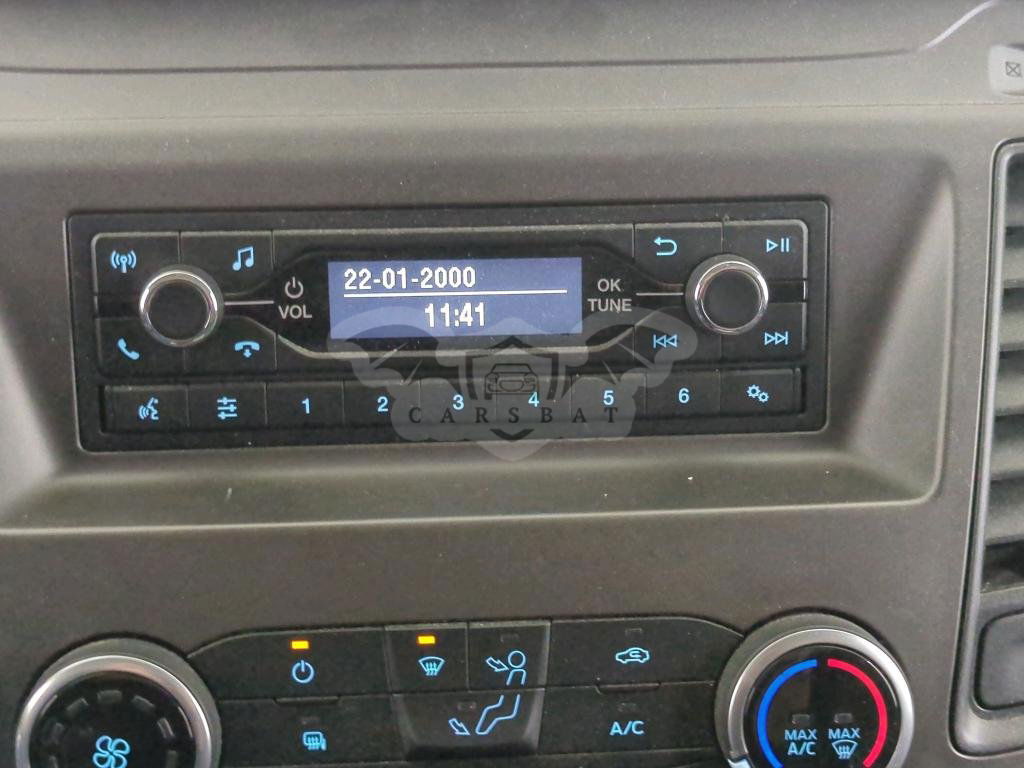 22-01-2000
11:41
VOL
OK
TUNE
1 2 3 4 5 6
CARSBAT
A/C
MAX
A/C
MAX